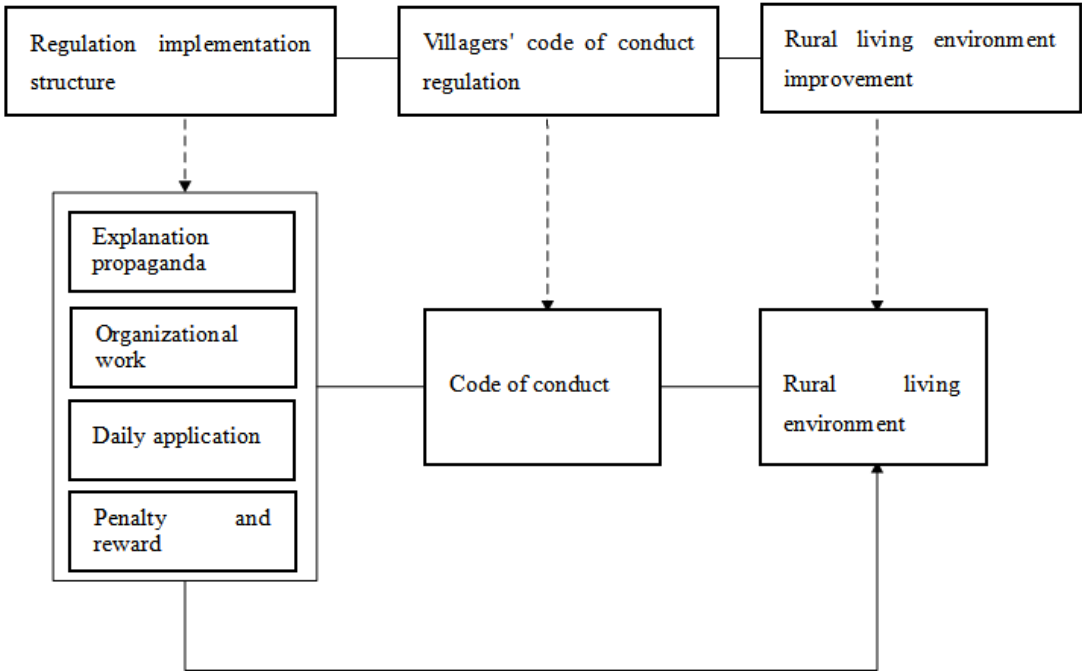 Regulation implementation
structure
Villagers' code of conduct
regulation
Rural living environment
improvement
Explanation
propaganda
Organizational
work
Daily application
Penalty and
reward
Code of conduct
Rural living
environment